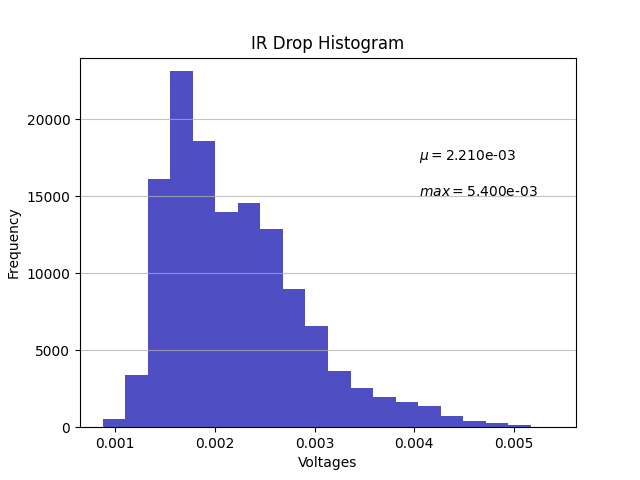 IR Drop Histogram
μ = 2.210e-03
max = 5.400e-03
Frequency
20000
15000
10000
5000
0
0.001 0.002 0.003 0.004 0.005
Voltages